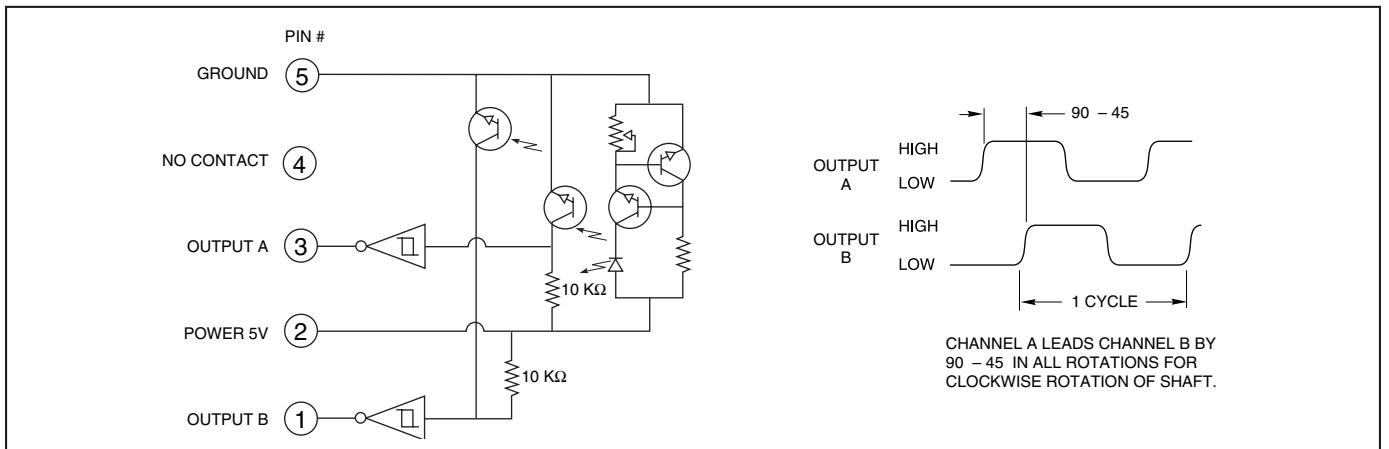 PIN #
GROUND 5
NO CONTACT 4
OUTPUT A 3
10 KΩ
POWER 5V 2
10 KΩ
OUTPUT B 1
90 – 45
OUTPUT
A
HIGH
LOW
OUTPUT
B
HIGH
LOW
1 CYCLE
CHANNEL A LEADS CHANNEL B BY
90 – 45 IN ALL ROTATIONS FOR
CLOCKWISE ROTATION OF SHAFT.